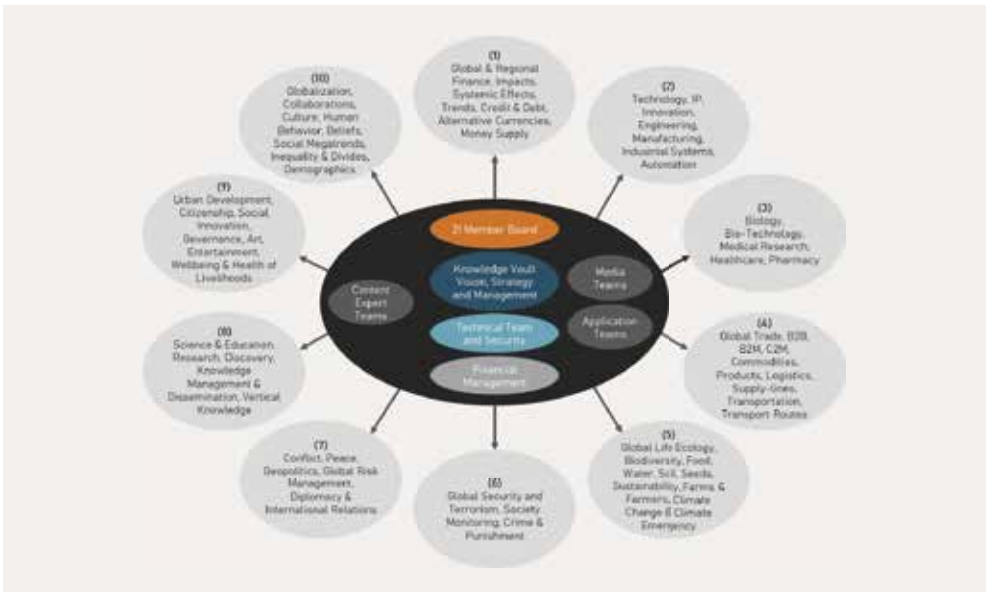 (1)
Global & Regional
Finance, Impacts,
Systemic Effects,
Trends, Credit & Debt,
Alternative Currencies,
Money Supply
(2)
Technology, IP,
Innovation,
Engineering,
Manufacturing,
Industrial Systems,
Automation
(3)
Biology,
Bio-Technology,
Medical Research,
Healthcare, Pharmacy
(4)
Global Trade, B2B,
B2M, C2M,
Commodities,
Products, Logistics,
Supply-lines,
Transportation,
Transport Routes
(5)
Global Life Ecology,
Biodiversity, Food,
Water, Soil, Seeds,
Sustainability, Farms &
Farmers, Climate
Change & Climate
Emergency
(6)
Global Security and
Terrorism, Society
Monitoring, Crime &
Punishment
(7)
Conflict, Peace,
Geopolitics, Global Risk
Management,
Diplomacy &
International Relations
(8)
Science & Education,
Research, Discovery,
Knowledge
Management &
Dissemination, Vertical
Knowledge
(9)
Urban Development,
Citizenship, Social
Innovation,
Governance, Art,
Entertainment,
Wellbeing & Health of
Livelihoods
(10)
Globalization,
Collaborations,
Culture, Human
Behavior, Beliefs,
Social Megatrends,
Inequality & Divides,
Demographics
21 Member Board
Knowledge Vault
Vision, Strategy
and Management
Technical Team
and Security
Financial
Management
Content
Expert
Teams
Media
Teams
Application
Teams